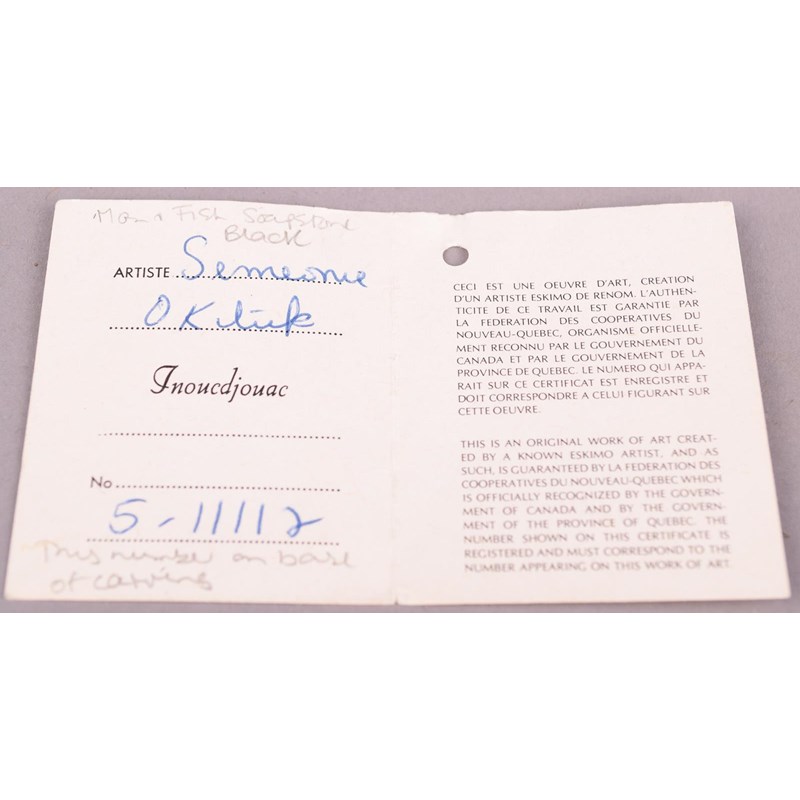 Man & Fish Soapstone
Black
ARTISTE Semeonie
OKituk
Inoucdjouac
No
5-11112
This number on base
of carving
CECI EST UNE OEUVRE D'ART, CREATION
D'UN ARTISTE ESKIMO DE RENOM. L'AUTHEN-
TICITE DE CE TRAVAIL EST GARANTIE PAR
LA FEDERATION DES COOPERATIVES DU
NOUVEAU-QUEBEC, ORGANISME OFFICIELLE-
MENT RECONNU PAR LE GOUVERNEMENT DU
CANADA ET PAR LE GOUVERNEMENT DE LA
PROVINCE DE QUEBEC. LE NUMERO QUI APPA-
RAIT SUR CE CERTIFICAT EST ENREGISTRE ET
DOIT CORRESPONDRE A CELUI FIGURANT SUR
CETTE OEUVRE.
THIS IS AN ORIGINAL WORK OF ART CREAT-
ED BY A KNOWN ESKIMO ARTIST, AND AS
SUCH, IS GUARANTEED BY LA FEDERATION DES
COOPERATIVES DU NOUVEAU-QUEBEC WHICH
IS OFFICIALLY RECOGNIZED BY THE GOVERN-
MENT OF CANADA AND BY THE GOVERN-
MENT OF THE PROVINCE OF QUEBEC. THE
NUMBER SHOWN ON THIS CERTIFICATE IS
REGISTERED AND MUST CORRESPOND TO THE
NUMBER APPEARING ON THIS WORK OF ART.